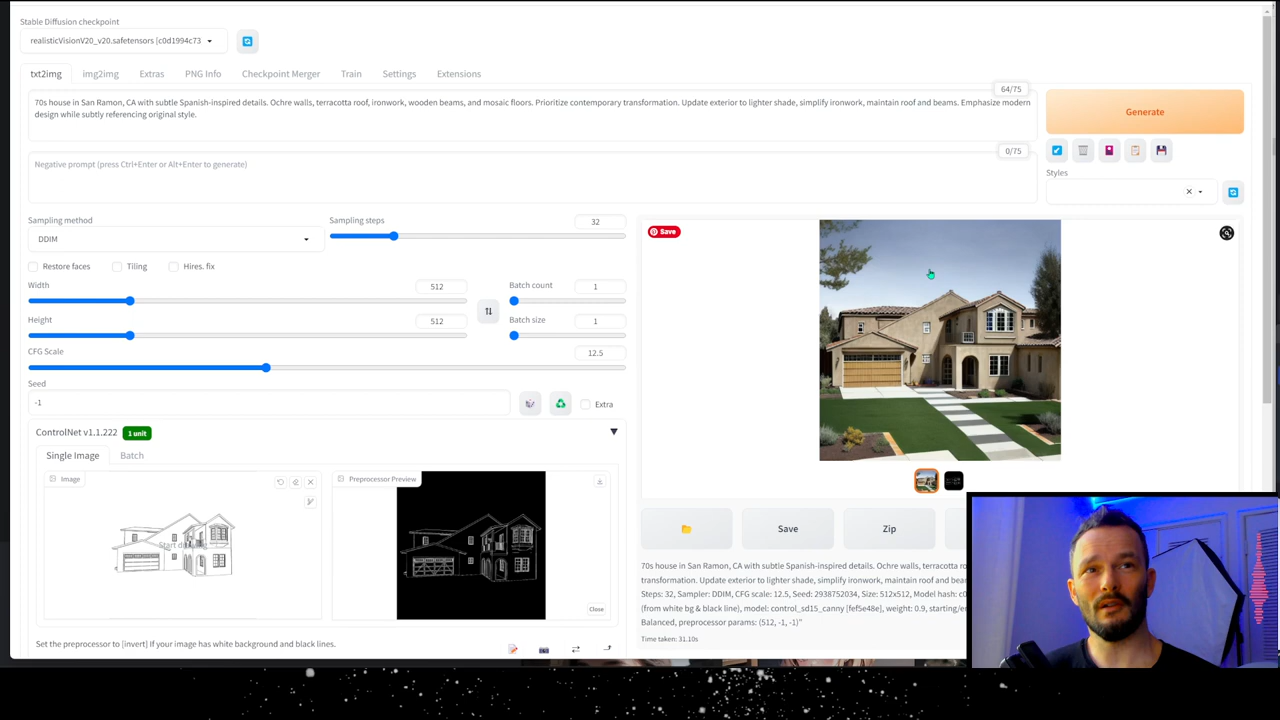 Stable Diffusion checkpoint
realisticVisionV20_v20.safetensors [c0d1994c73
txt2img img2img Extras PNG Info Checkpoint Merger Train Settings Extensions
64/75
70s house in San Ramon, CA with subtle Spanish-inspired details. Ochre walls, terracotta roof, ironwork, wooden beams, and mosaic floors. Prioritize contemporary transformation. Update exterior to lighter shade, simplify ironwork, maintain roof and beams. Emphasize modern
design while subtly referencing original style.
Generate
0/75
Negative prompt (press Ctrl+Enter or Alt+Enter to generate)
Styles
Sampling method
DDIM
Sampling steps
32
Restore faces Tiling Hires. fix
Width
512
Batch count
1
Height
512
Batch size
1
CFG Scale
12.5
Seed
-1
Extra
ControlNet v1.1.222 1 unit
Single Image Batch
Image
Start d
Preprocessor Preview
Close
Set the preprocessor to [invert] If your image has white background and black lines.
Save
Save Zip
70s house in San Ramon, CA with subtle Spanish-inspired details. Ochre walls, terracotta ro
transformation. Update exterior to lighter shade, simplify ironwork, maintain roof and bea
Steps: 32, Sampler: DDIM, CFG scale: 12.5, Seed: 2938752034, Size: 512x512, Model hash: c0
(from white bg & black line), model: control_sd15_canny [fef5e48e], weight: 0.9, starting/en
Balanced, preprocessor params: (512, -1, -1)"
Time taken: 31.10s